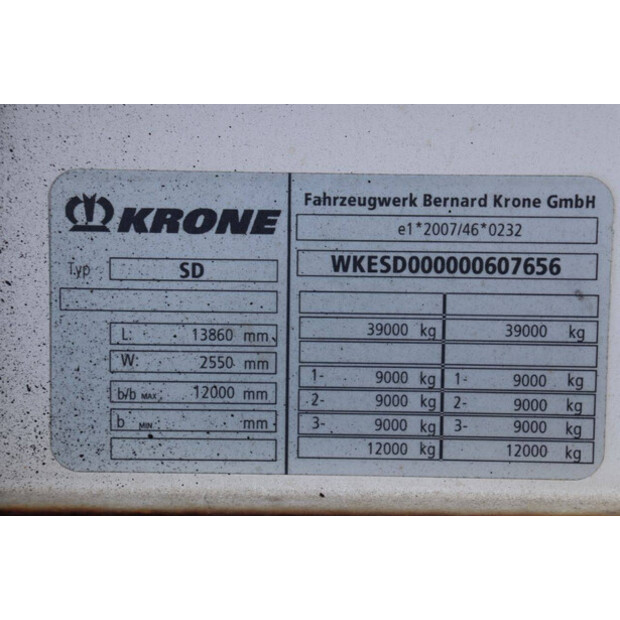 KRONE
Typ SD
L: 13860 mm
W: 2550 mm
b/b MAX 12000 mm
b MIN mm
Fahrzeugwerk Bernard Krone GmbH
e1*2007/46*0232
WKESD000000607656
39000 kg 39000 kg
1- 9000 kg 1- 9000 kg
2- 9000 kg 2- 9000 kg
3- 9000 kg 3- 9000 kg
12000 kg 12000 kg